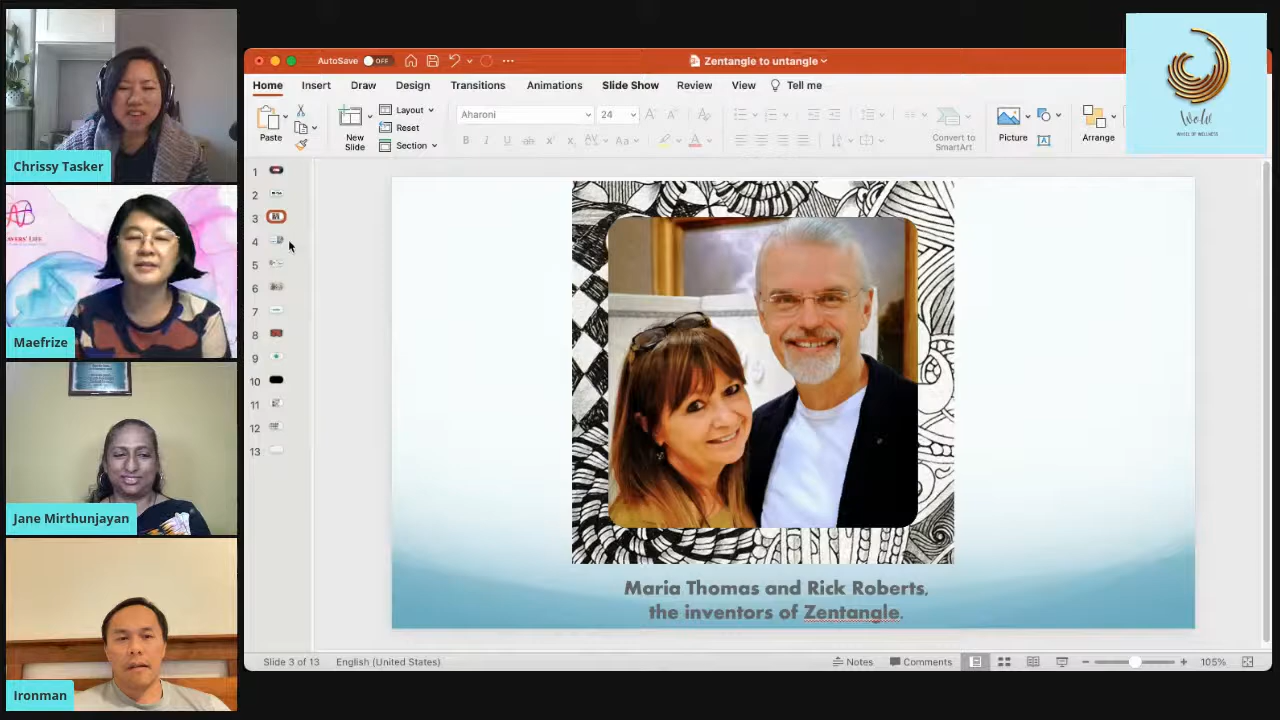 Chrissy Tasker
Maefrize
Jane Mirthunjayan
Ironman
AutoSave OFF
Zentangle to untangle
Home Insert Draw Design Transitions Animations Slide Show Review View Tell me
Paste
New
Slide
Layout
Reset
Section
Aharoni 24
Convert to
SmartArt
Picture
Arrange
WHEEL OF WELLNESS
1
2
3
4
5
6
7
8
9
10
11
12
13
Maria Thomas and Rick Roberts,
the inventors of Zentangle.
Slide 3 of 13 English (United States) Notes Comments 105%